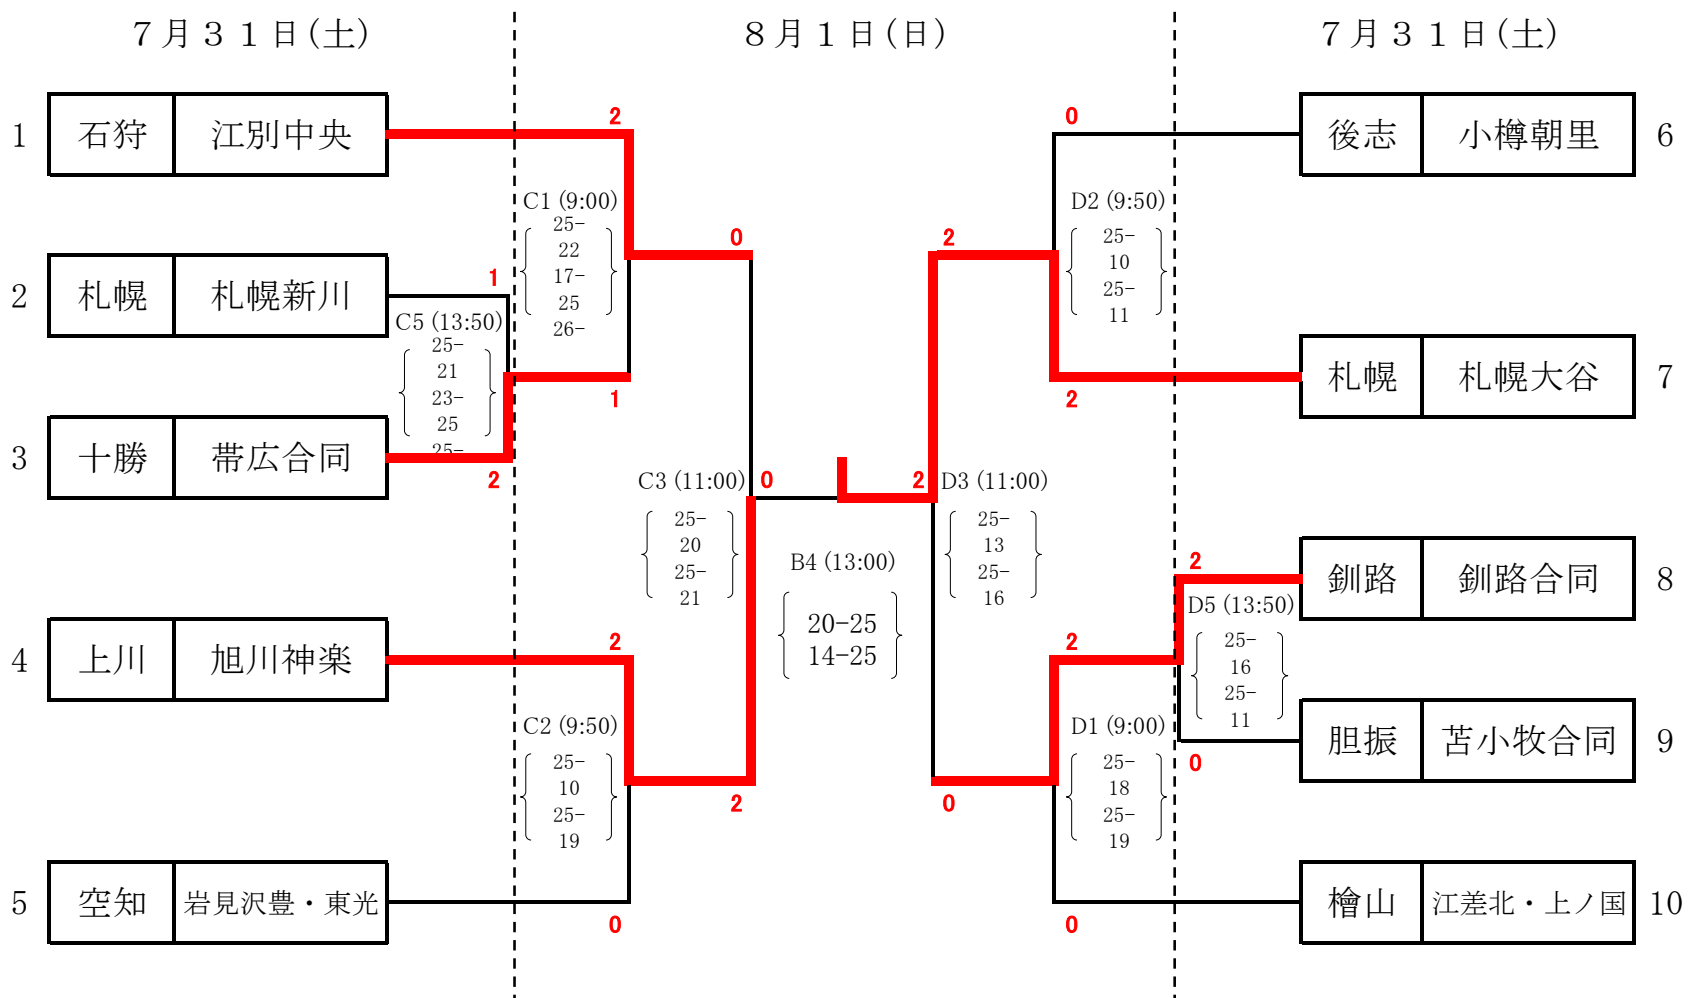 ７月３１日(土)
８月１日(日)
７月３１日(土)
1 石狩 江別中央
2 札幌 札幌新川
3 十勝 帯広合同
4 上川 旭川神楽
5 空知 岩見沢豊・東光
C5 (13:50)
25-
21
23-
25
25-
1
2
C1 (9:00)
25-
22
17-
25
26-
2
1
C2 (9:50)
25-
10
25-
19
2
0
C3 (11:00)
25-
20
25-
21
0
2
B4 (13:00)
20-25
14-25
0
2
D3 (11:00)
25-
13
25-
16
2
0
D2 (9:50)
25-
10
25-
11
0
2
D1 (9:00)
25-
18
25-
19
2
0
D5 (13:50)
25-
16
25-
11
2
0
後志 小樽朝里 6
札幌 札幌大谷 7
釧路 釧路合同 8
胆振 苫小牧合同 9
檜山 江差北・上ノ国 10